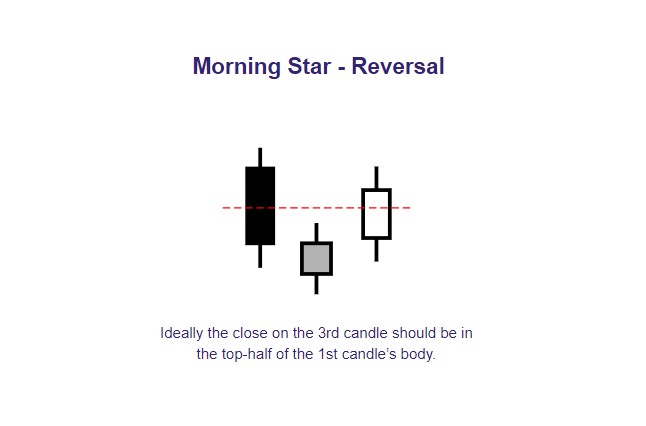 Morning Star - Reversal
Ideally the close on the 3rd candle should be in
the top-half of the 1st candle’s body.